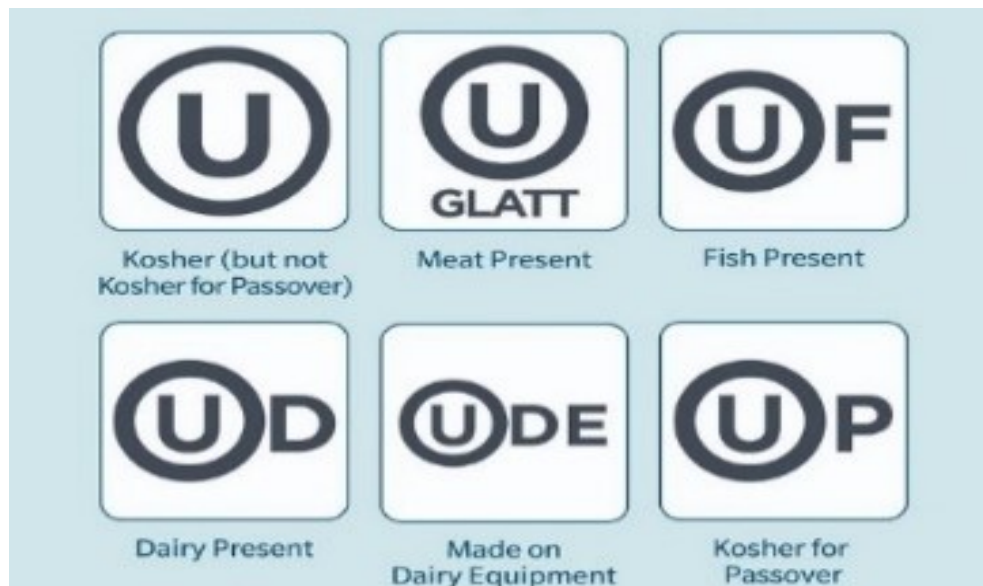 U
U
GLATT
U F
Kosher (but not
Kosher for Passover)
Meat Present
Fish Present
U D
U D E
U P
Dairy Present
Made on
Dairy Equipment
Kosher for
Passover